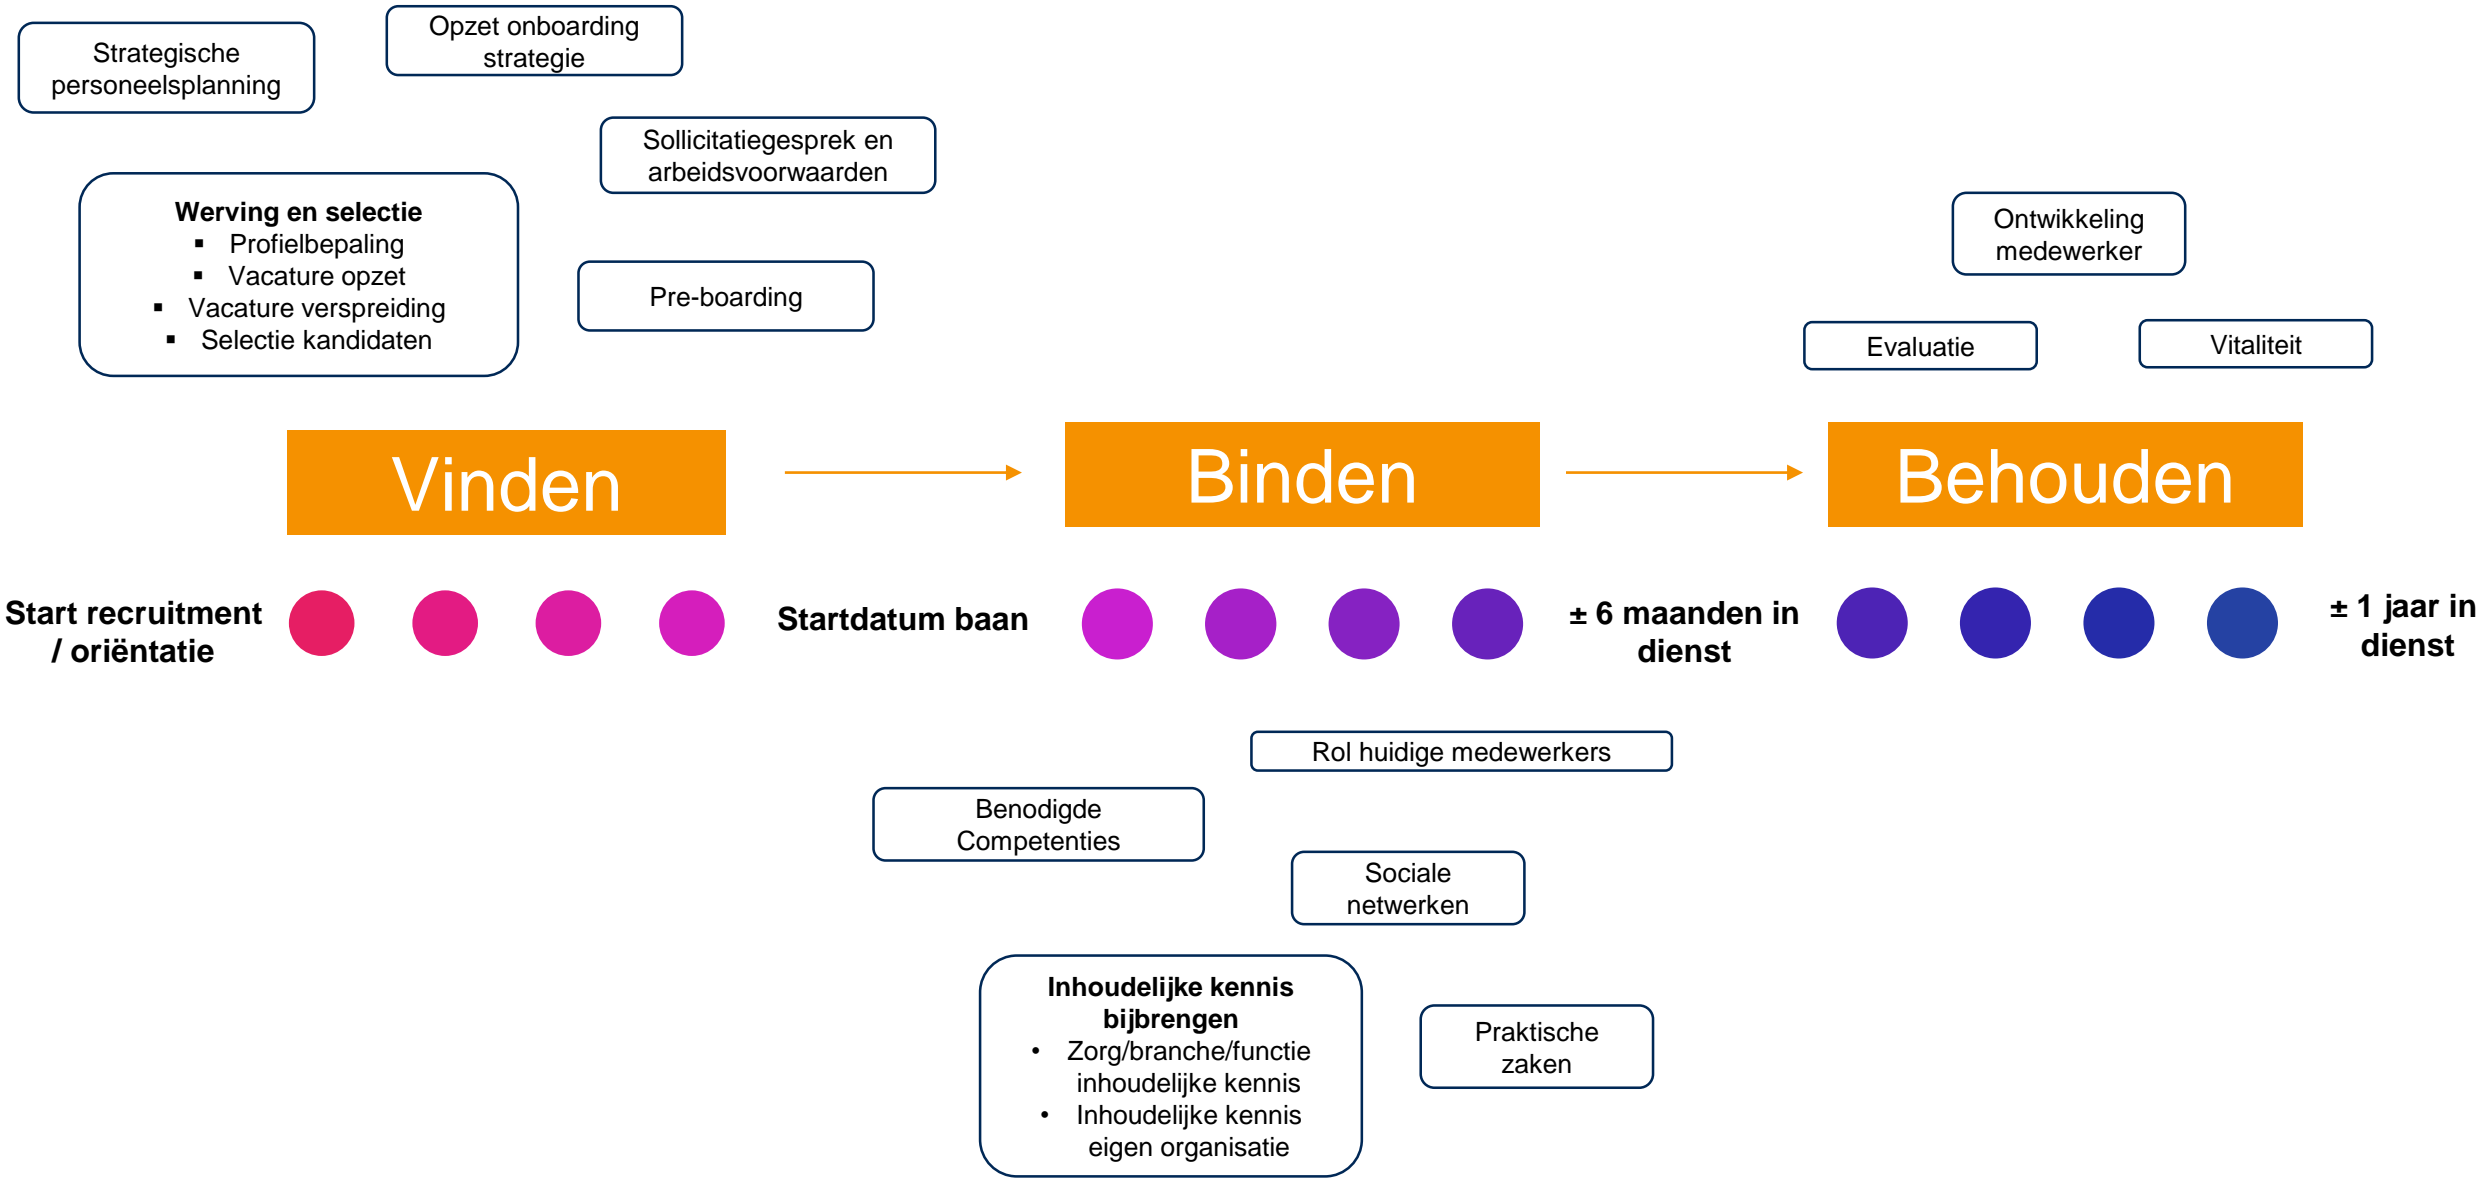 Strategische
personeelsplanning
Opzet onboarding
strategie
Sollicitatiegesprek en
arbeidsvoorwaarden
Werving en selectie
▪ Profielbepaling
▪ Vacature opzet
▪ Vacature verspreiding
▪ Selectie kandidaten
Pre-boarding
Ontwikkeling
medewerker
Evaluatie
Vitaliteit
Vinden
Binden
Behouden
Start recruitment
/ oriëntatie
Startdatum baan
± 6 maanden in
dienst
± 1 jaar in
dienst
Rol huidige medewerkers
Benodigde
Competenties
Sociale
netwerken
Inhoudelijke kennis
bijbrengen
• Zorg/branche/functie
inhoudelijke kennis
• Inhoudelijke kennis
eigen organisatie
Praktische
zaken